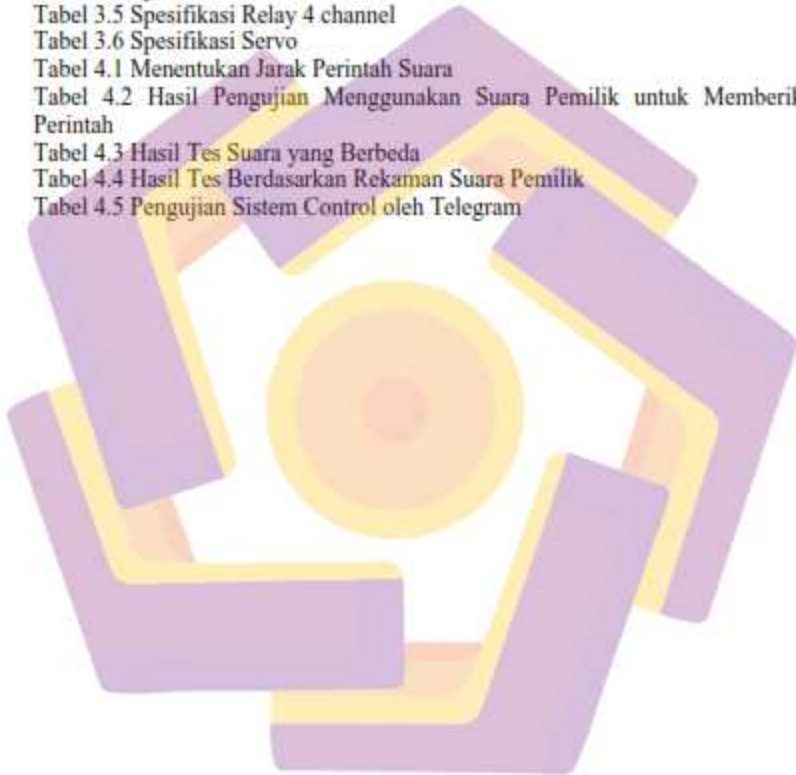 Tabel 3.5 Spesifikasi Relay 4 channel
Tabel 3.6 Spesifikasi Servo
Tabel 4.1 Menentukan Jarak Perintah Suara
Tabel 4.2 Hasil Pengujian Menggunakan Suara Pemilik untuk Memberik
Perintah
Tabel 4.3 Hasil Tes Suara yang Berbeda
Tabel 4.4 Hasil Tes Berdasarkan Rekaman Suara Pemilik
Tabel 4.5 Pengujian Sistem Control oleh Telegram